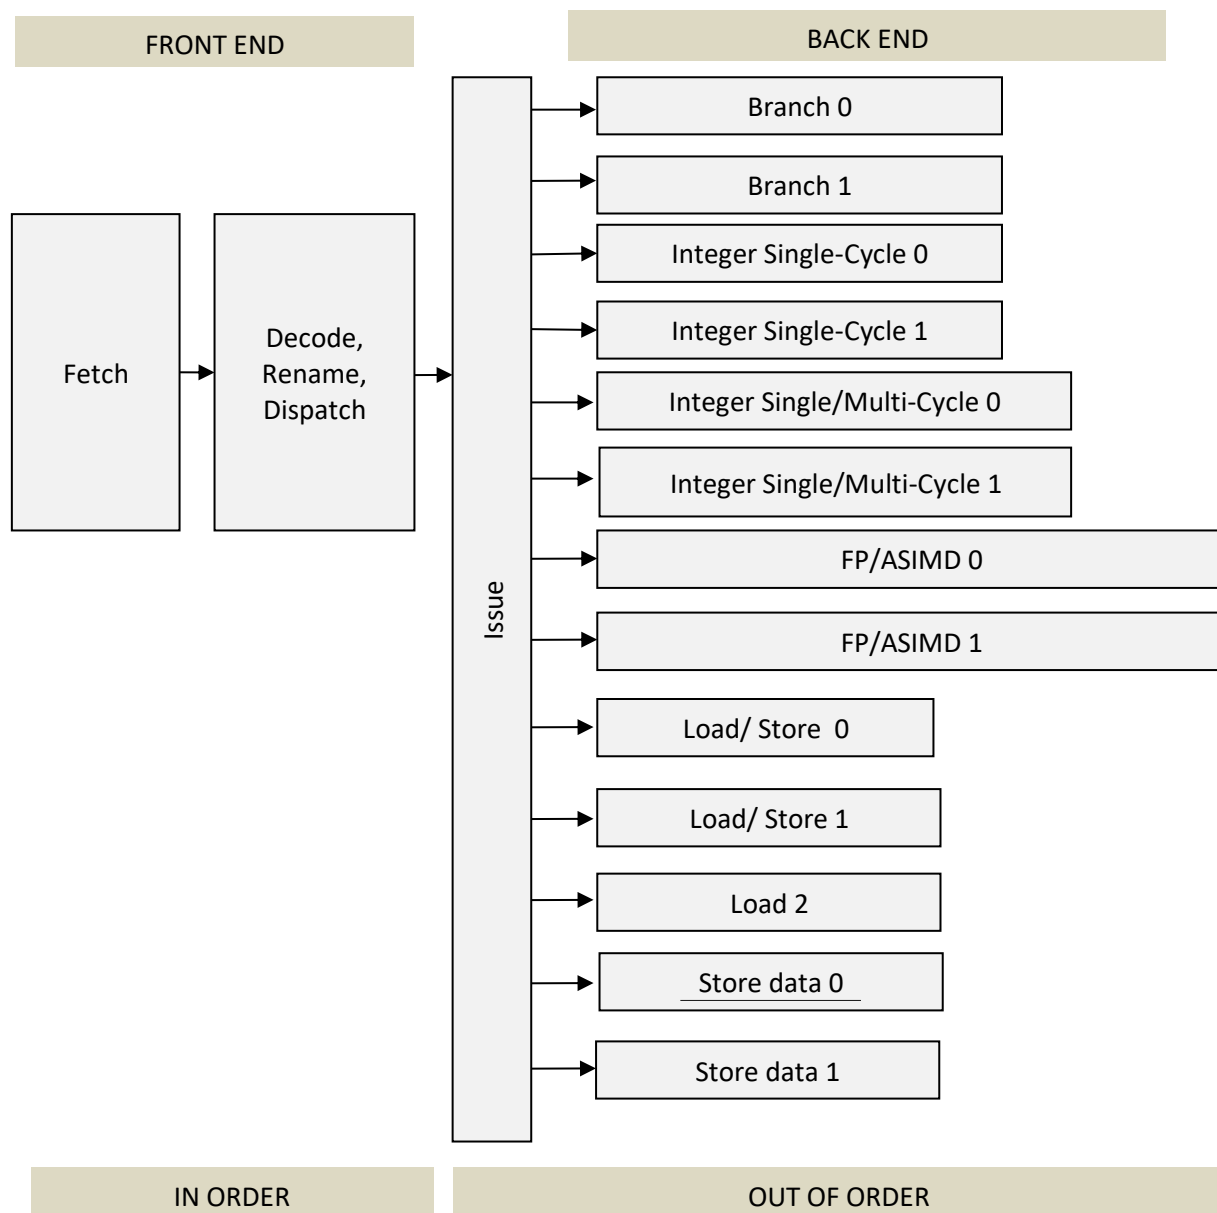 FRONT END
BACK END
Fetch
Decode,
Rename,
Dispatch
Issue
Branch 0
Branch 1
Integer Single-Cycle 0
Integer Single-Cycle 1
Integer Single/Multi-Cycle 0
Integer Single/Multi-Cycle 1
FP/ASIMD 0
FP/ASIMD 1
Load/ Store  0
Load/ Store 1
Load 2
Store data 0
Store data 1
IN ORDER
OUT OF ORDER